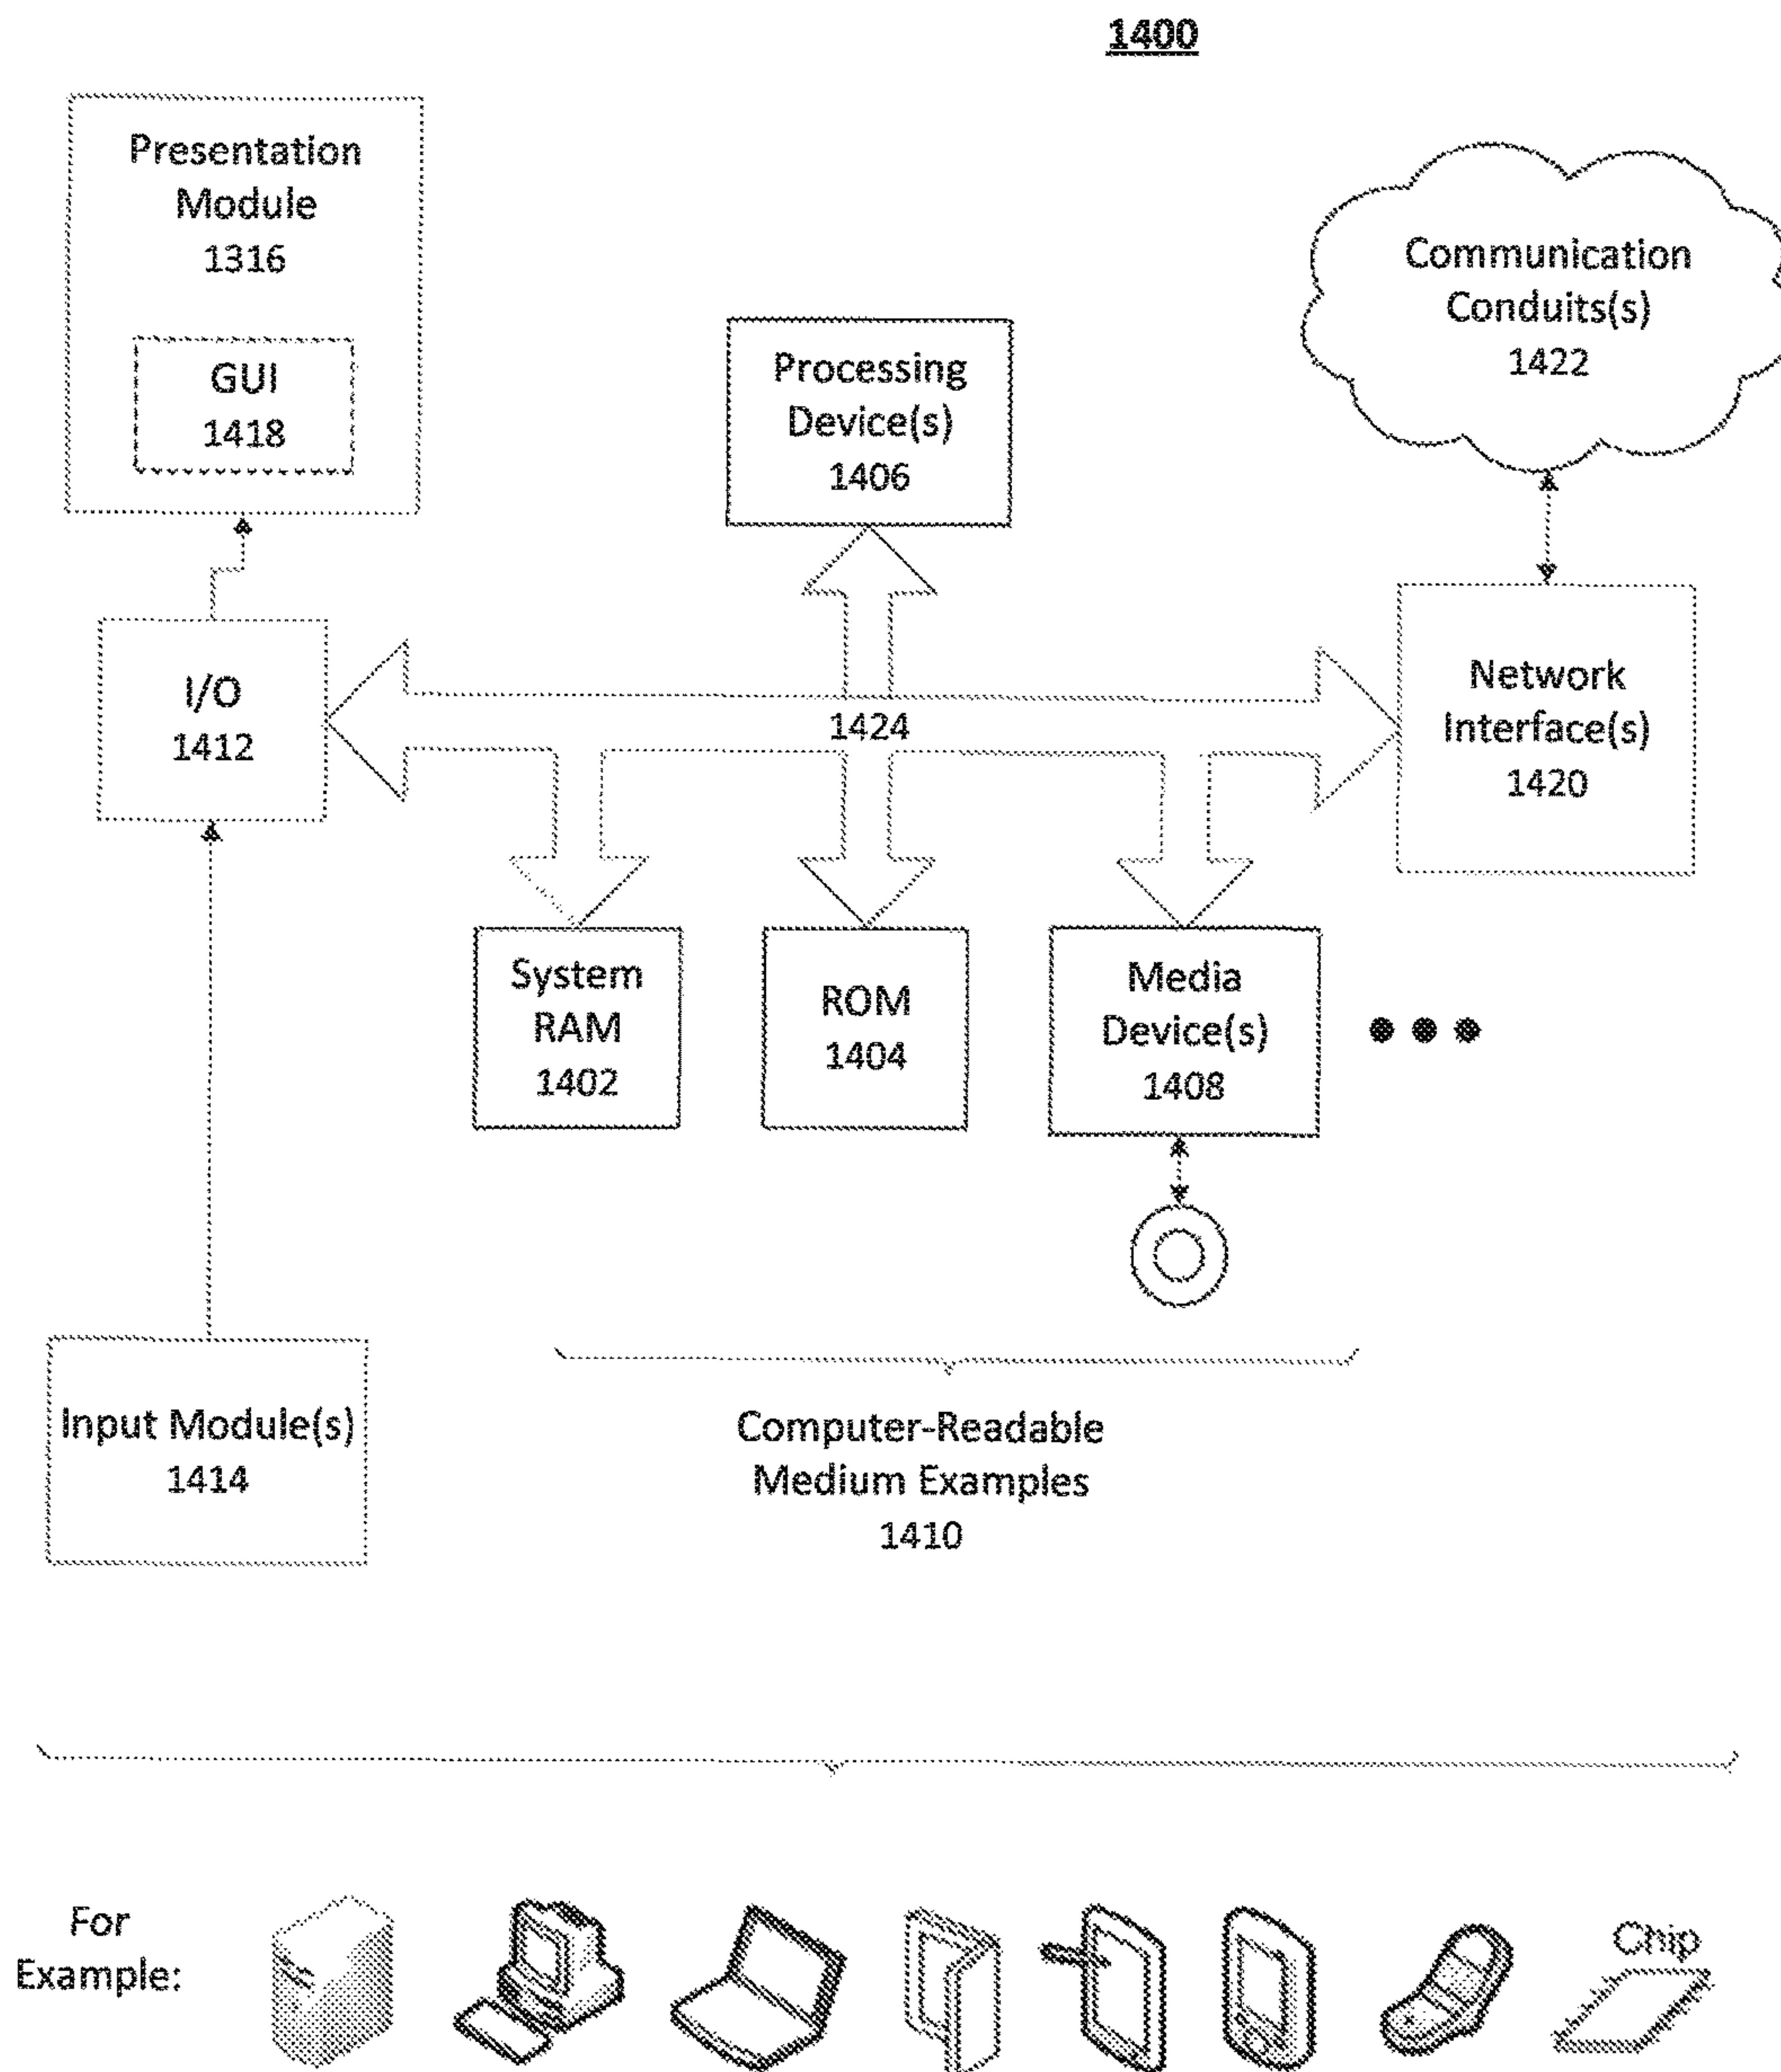 1400
Presentation
Module
1316
GUI
1418
Processing
Device(s)
1406
Communication
Conduits(s)
1422
I/O
1412
1424
Network
Interface(s)
1420
System
RAM
1402
ROM
1404
Media
Device(s)
1408
Input Module(s)
1414
Computer-Readable
Medium Examples
1410
For
Example:
Chip